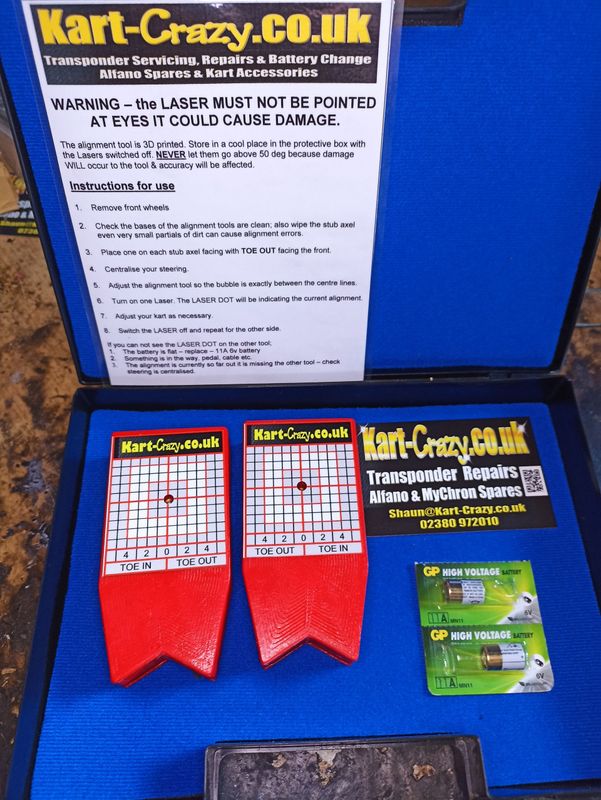 Kart-Crazy.co.uk
Transponder Servicing, Repairs & Battery Change
Alfano Spares & Kart Accessories
WARNING – the LASER MUST NOT BE POINTED
AT EYES IT COULD CAUSE DAMAGE.
The alignment tool is 3D printed. Store in a cool place in the protective box with
the Lasers switched off. NEVER let them go above 50 deg because damage
WILL occur to the tool & accuracy will be affected.
Instructions for use
1. Remove front wheels
2. Check the bases of the alignment tools are clean; also wipe the stub axel
even very small partials of dirt can cause alignment errors.
3. Place one on each stub axel facing with TOE OUT facing the front.
4. Centralise your steering.
5. Adjust the alignment tool so the bubble is exactly between the centre lines.
6. Turn on one Laser. The LASER DOT will be indicating the current alignment.
7. Adjust your kart as necessary.
8. Switch the LASER off and repeat for the other side.
If you can not see the LASER DOT on the other tool;
1. The battery is flat – replace – 11A 6v battery
2. Something is in the way, pedal, cable etc.
3. The alignment is currently so far out it is missing the other tool – check
steering is centralised.
Kart-Crazy.co.uk
4 2 0 2 4
TOE IN TOE OUT
Kart-Crazy.co.uk
4 2 0 2 4
TOE OUT TOE IN
Kart-Crazy.co.uk
Transponder Repairs
Alfano & MyChron Spares
Shaun@Kart-Crazy.co.uk
02380 972010
GP HIGH VOLTAGE BATTERY
11A MN11
6V
GP HIGH VOLTAGE BATTERY
11A MN11
6V